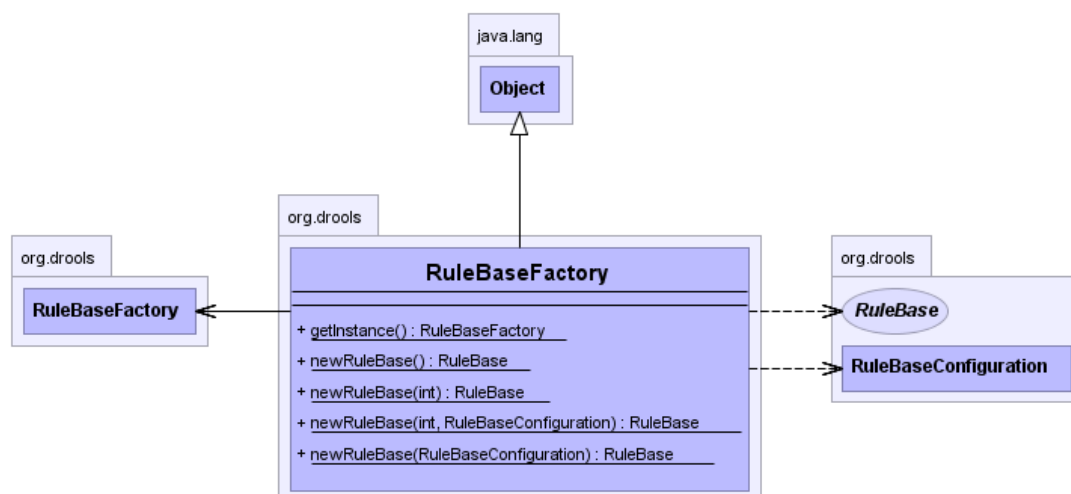 java.lang
Object
org.drools
org.drools
RuleBaseFactory
org.drools
RuleBaseFactory
+ getInstance() : RuleBaseFactory
+ newRuleBase() : RuleBase
+ newRuleBase(int) : RuleBase
+ newRuleBase(int, RuleBaseConfiguration) : RuleBase
+ newRuleBase(RuleBaseConfiguration) : RuleBase
RuleBase
RuleBaseConfiguration